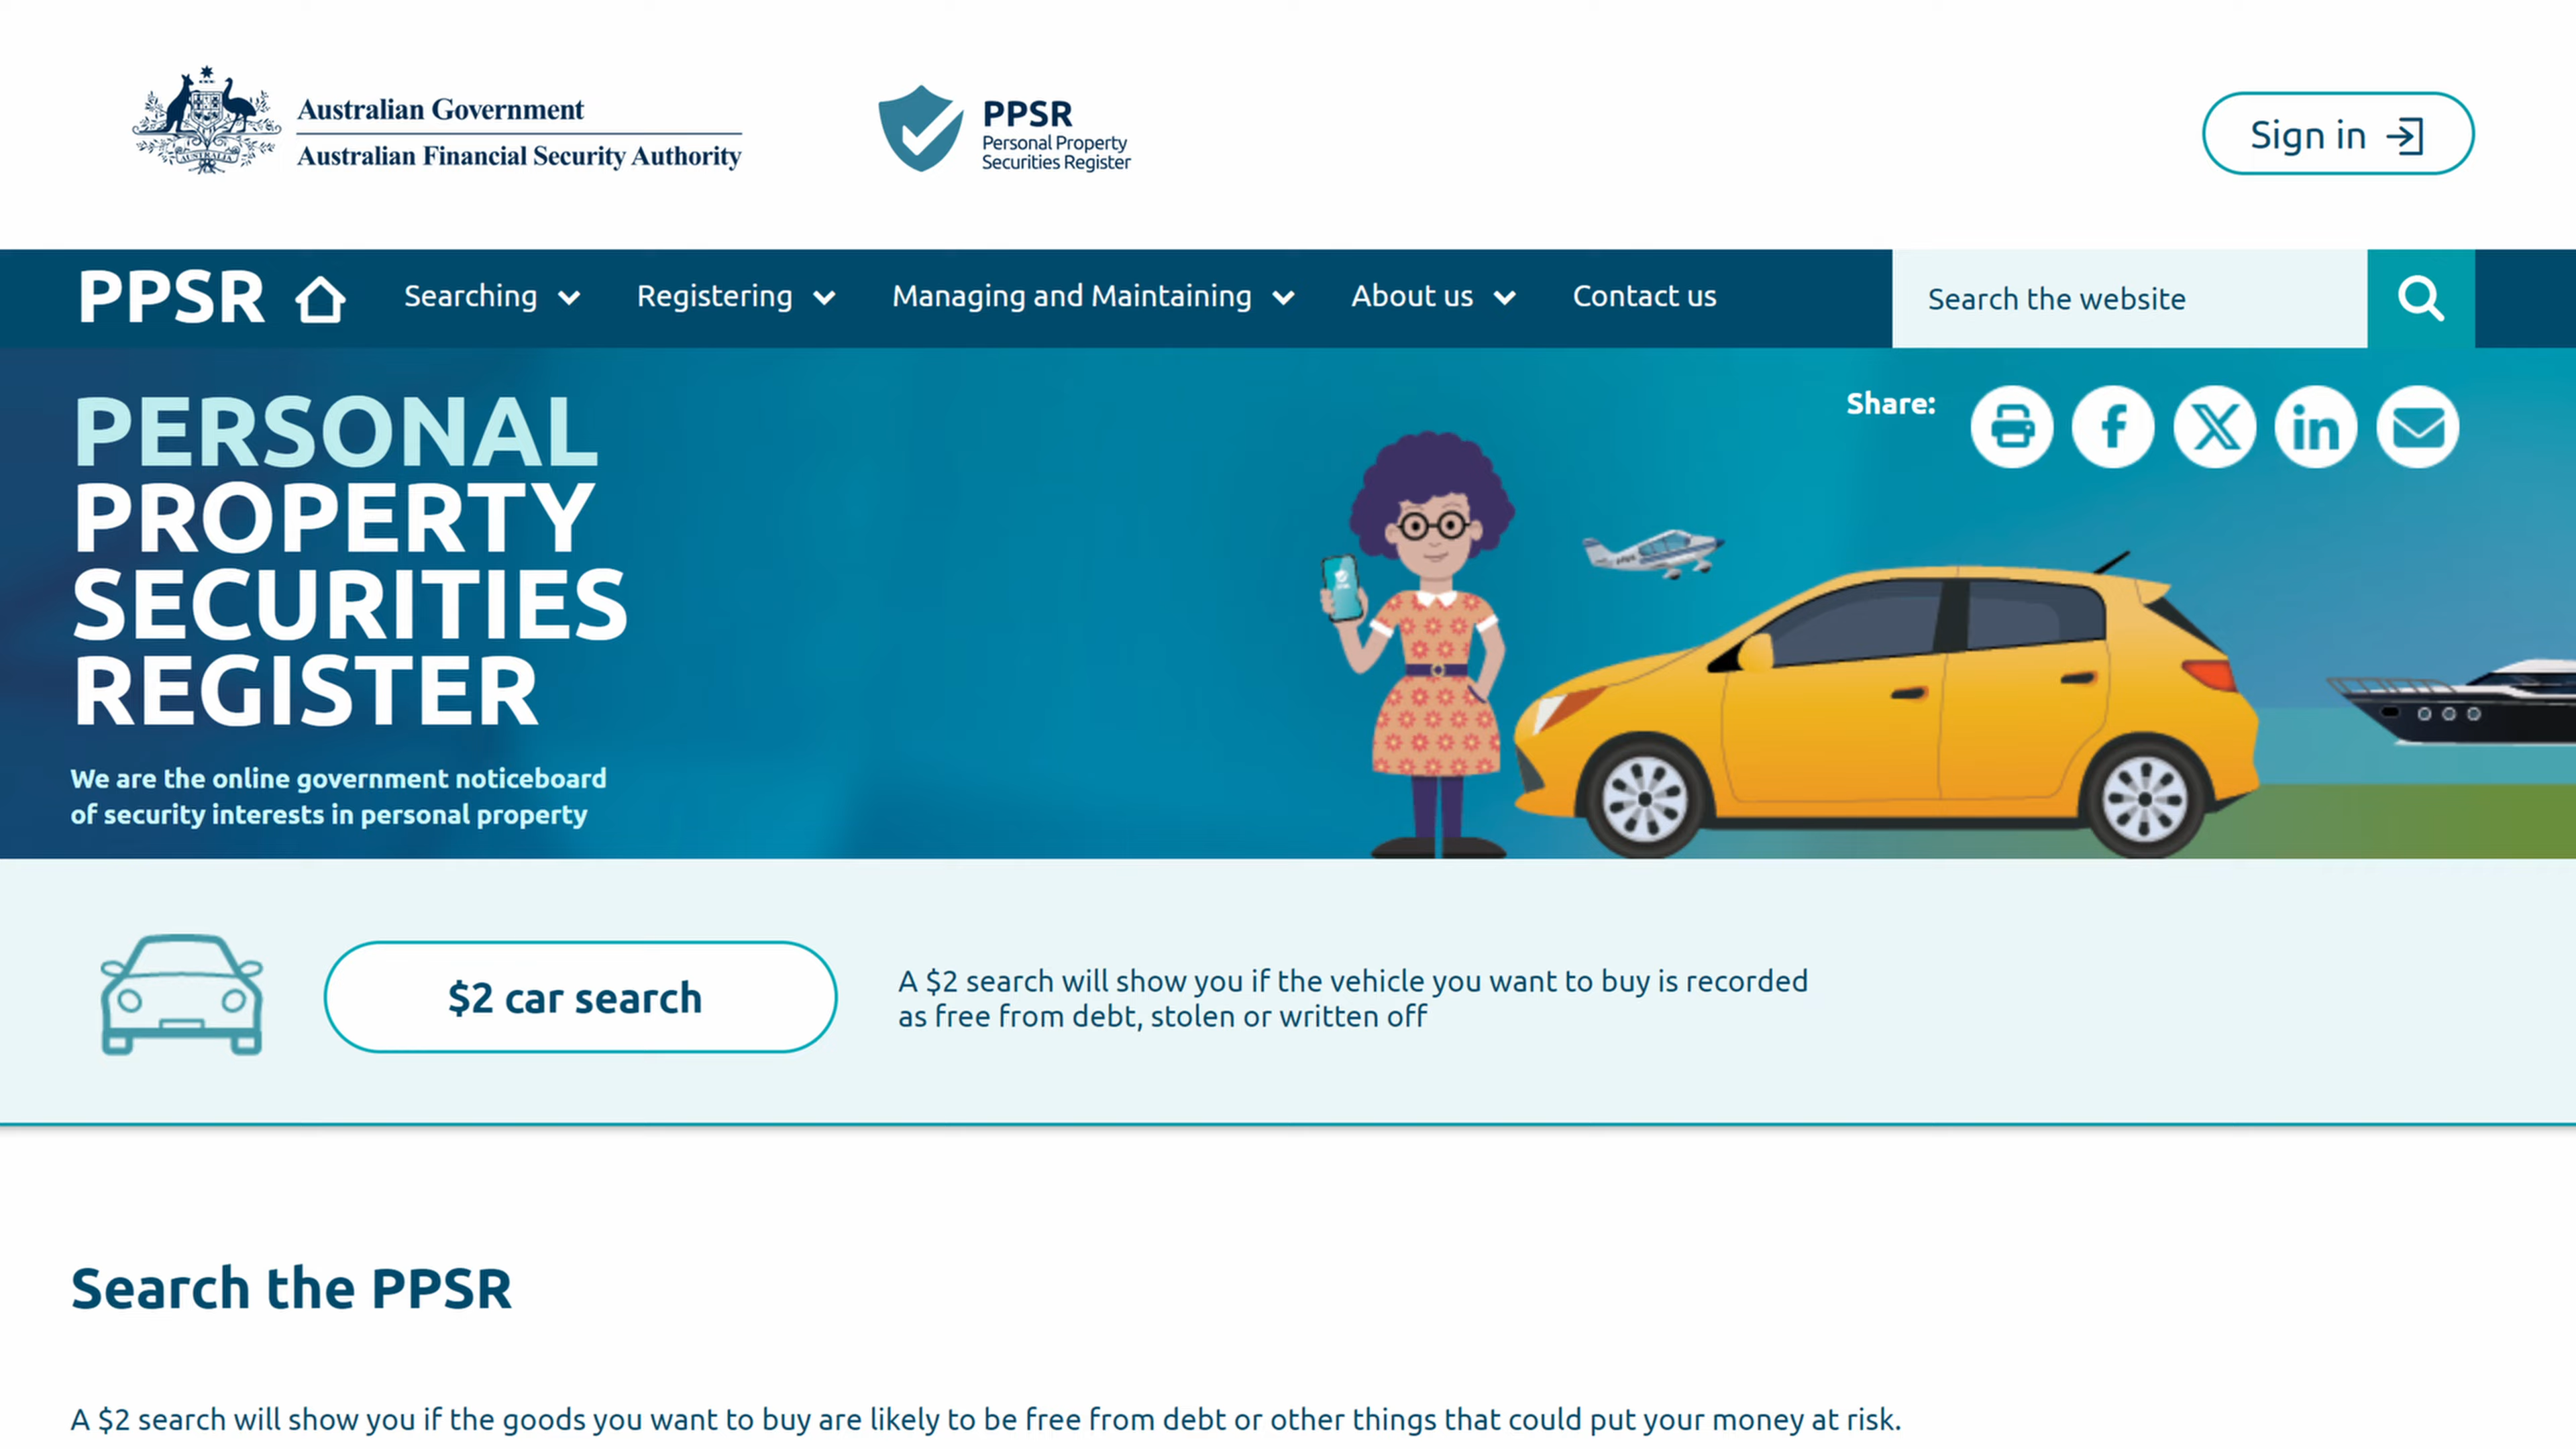 Australian Government
Australian Financial Security Authority
AUSTRALIA
PPSR
Personal Property
Securities Register
Sign in
PPSR
Searching
Registering
Managing and Maintaining
About us
Contact us
Search the website
Share:
PERSONAL
PROPERTY
SECURITIES
REGISTER
We are the online government noticeboard
of security interests in personal property
$2 car search
A $2 search will show you if the vehicle you want to buy is recorded
as free from debt, stolen or written off
Search the PPSR
A $2 search will show you if the goods you want to buy are likely to be free from debt or other things that could put your money at risk.